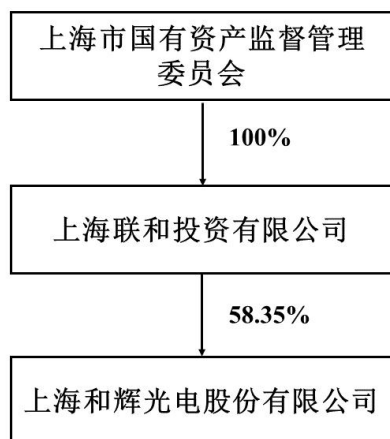 上海市国有资产监督管理
委员会
100%
上海联和投资有限公司
58.35%
上海和辉光电股份有限公司